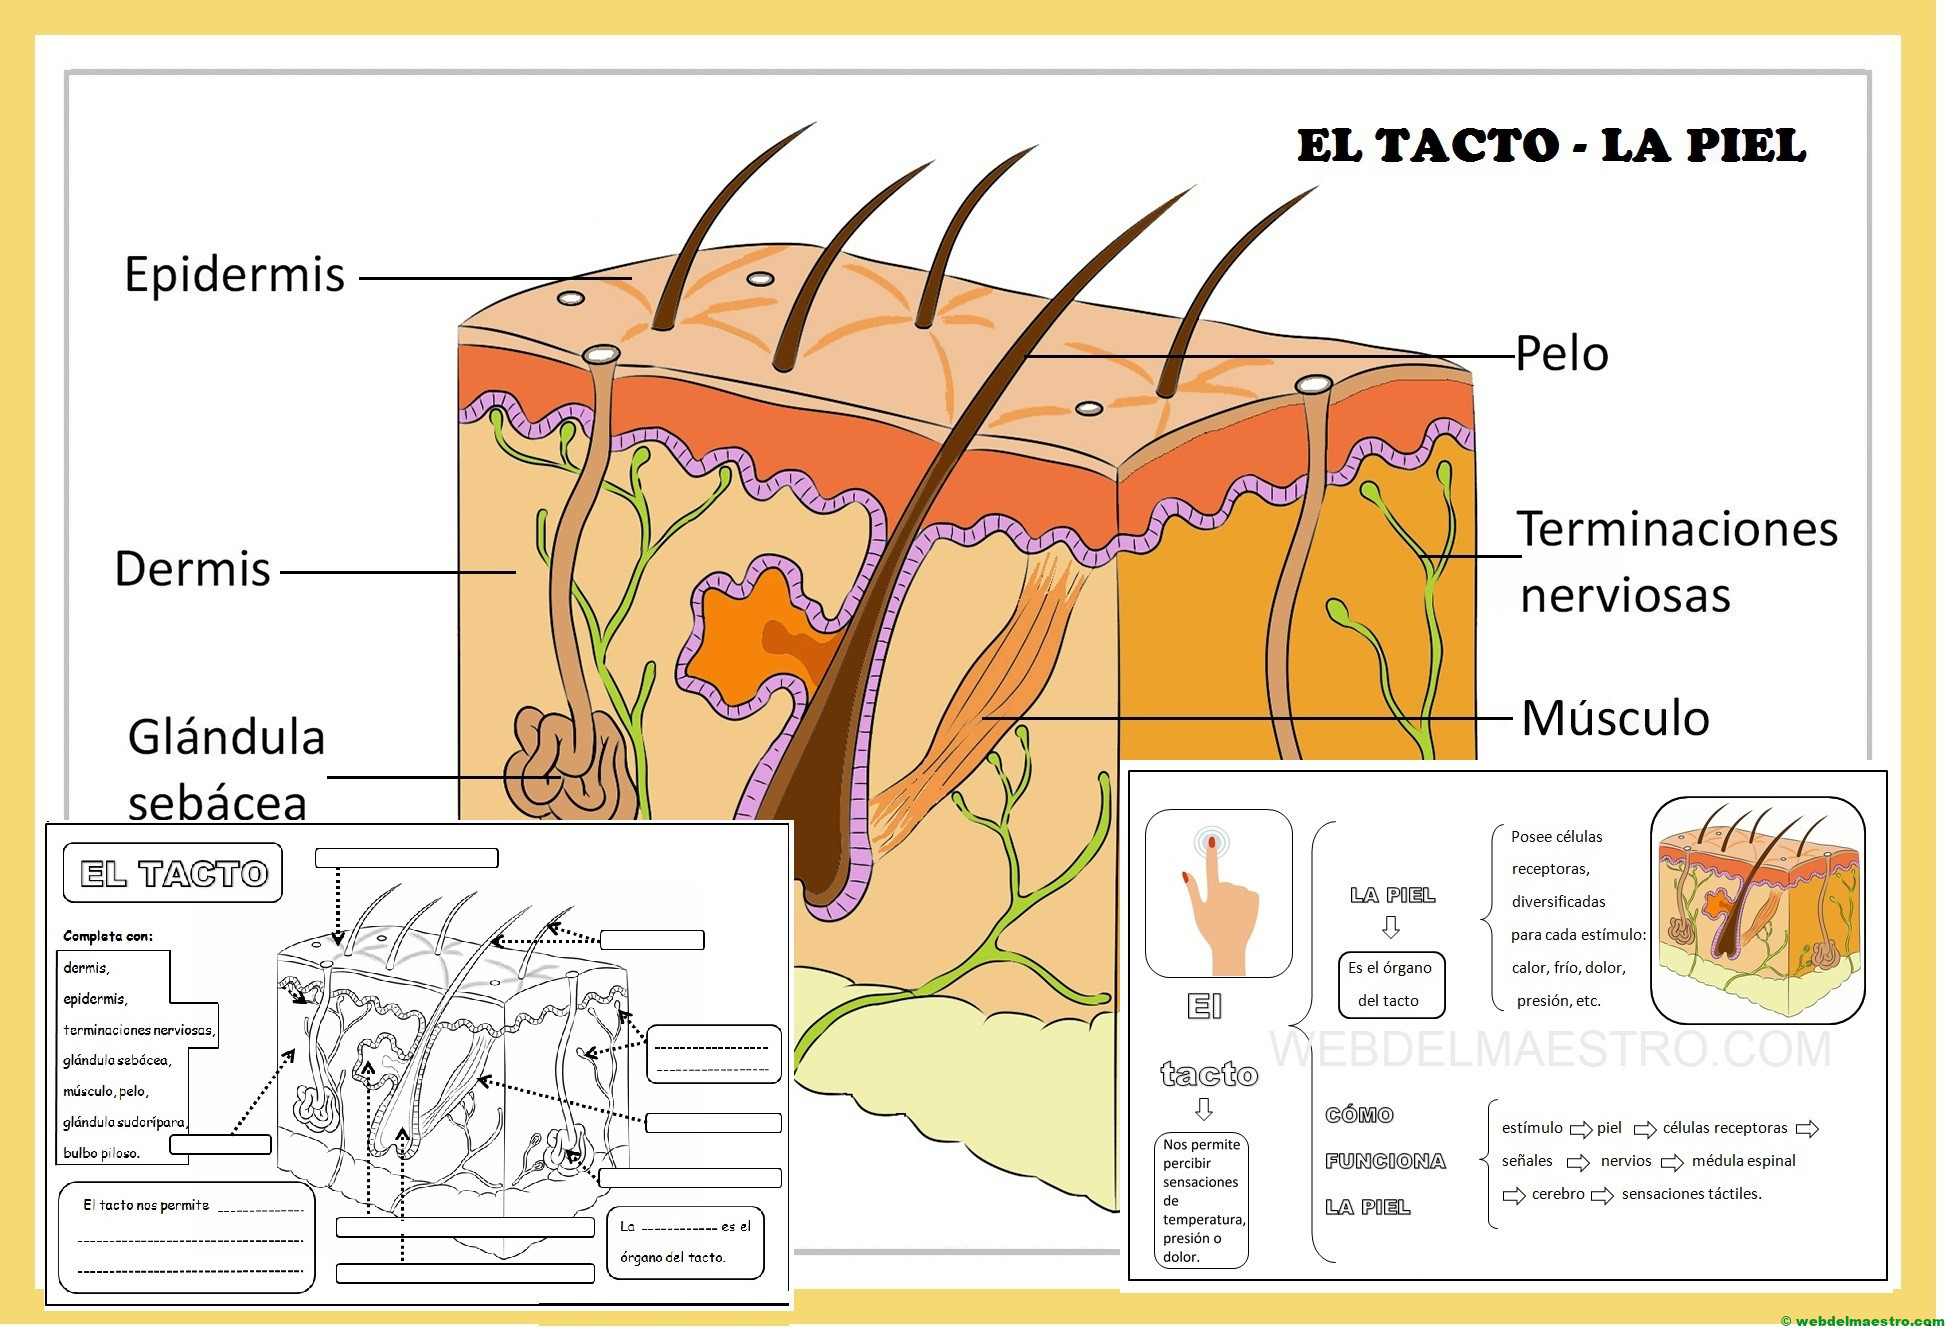 EL TACTO - LA PIEL
Epidermis
Pelo
Dermis
Terminaciones
nerviosas
Glándula
sebácea
Músculo
EL TACTO
Completa con:
dermis,
epidermis,
terminaciones nerviosas,
glándula sebácea,
músculo, pelo,
glándula sudorípara,
bulbo piloso.
El tacto nos permite ____________
La ____________ es el
órgano del tacto.
El
tacto
Nos permite
percibir
sensaciones
de
temperatura,
presión o
dolor.
LA PIEL
Es el órgano
del tacto
Posee células
receptoras,
diversificadas
para cada estímulo:
calor, frío, dolor,
presión, etc.
WEBDELMAESTRO.COM
CÓMO
FUNCIONA
LA PIEL
estímulo ⇨ piel ⇨ células receptoras ⇨
señales ⇨ nervios ⇨ médula espinal
⇨ cerebro ⇨ sensaciones táctiles.
© webdelmaestro.com